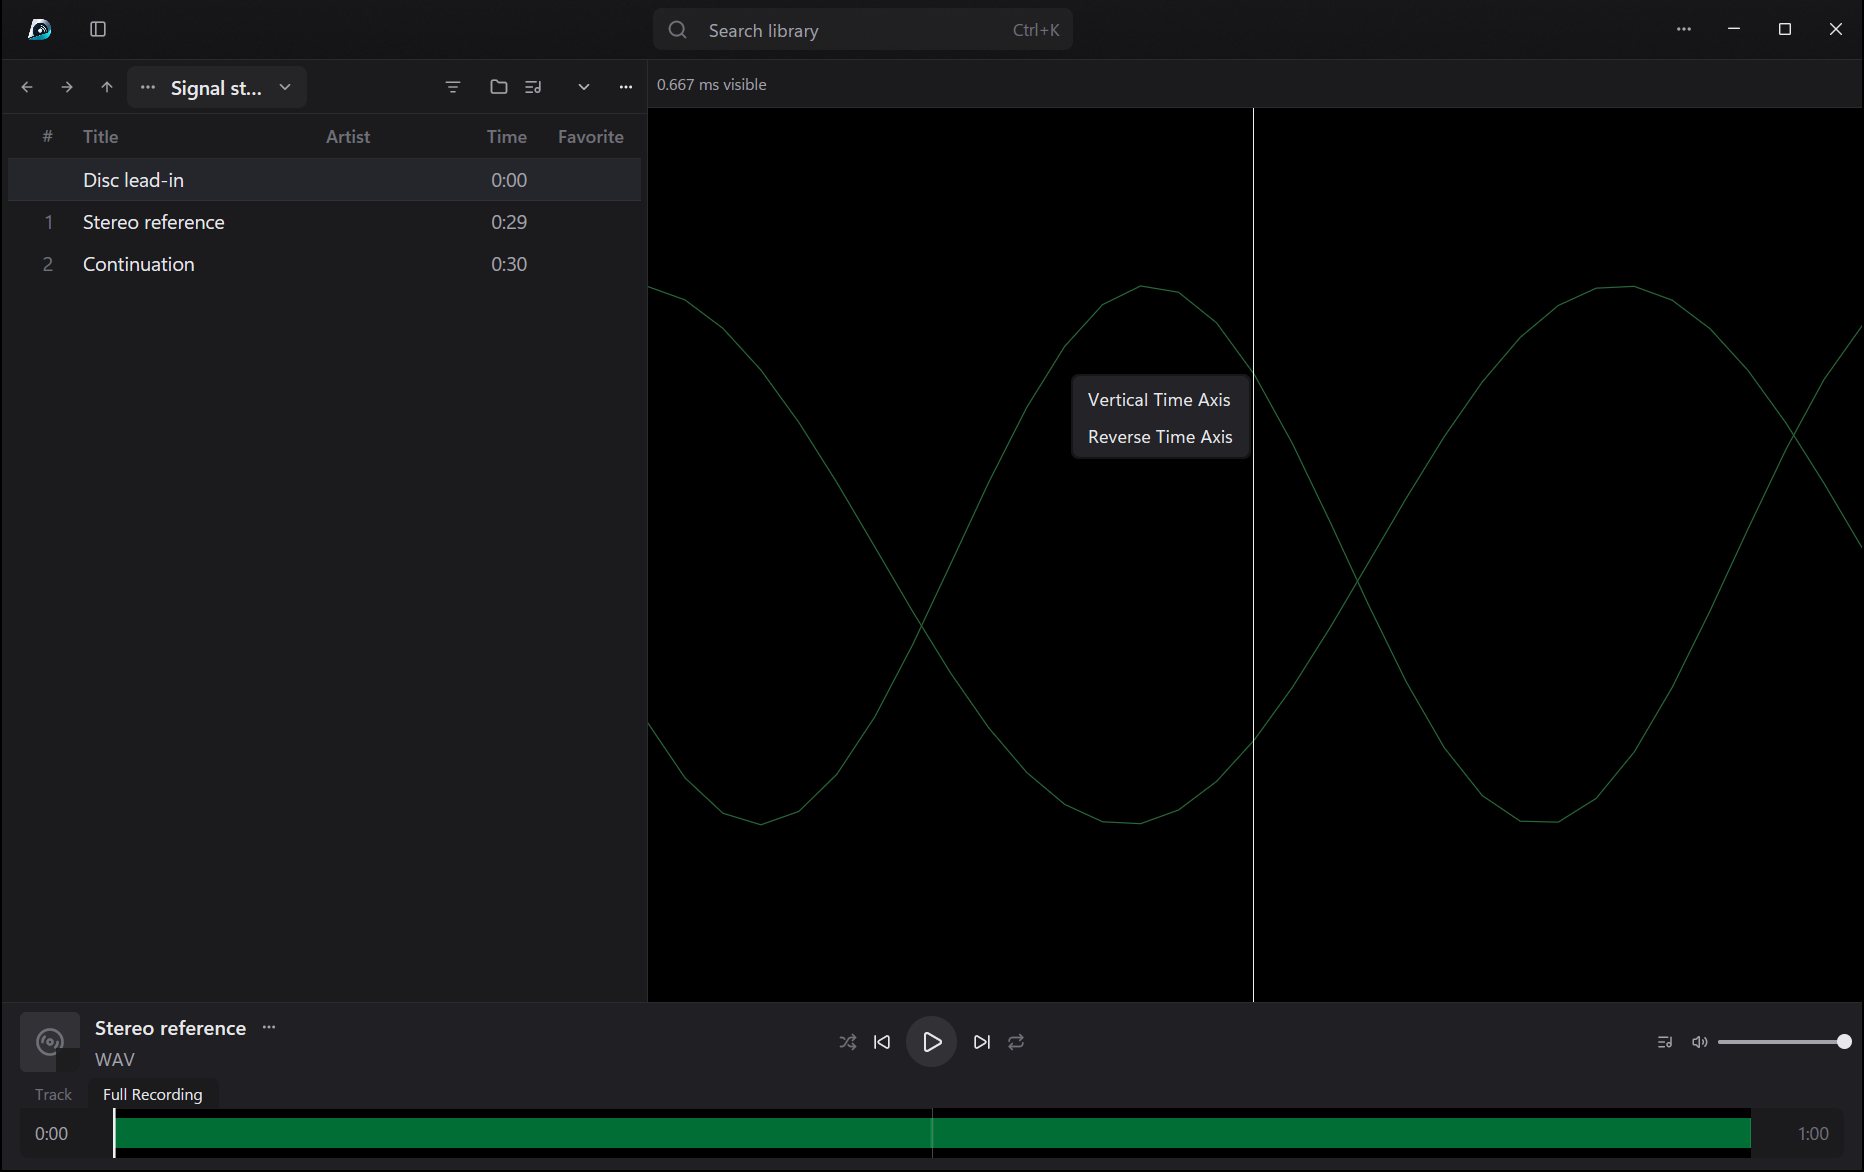 Search library
Ctrl+K
Signal st...
0.667 ms visible
# Title Artist Time Favorite
Disc lead-in 0:00
1 Stereo reference 0:29
2 Continuation 0:30
Vertical Time Axis
Reverse Time Axis
Stereo reference
WAV
Track Full Recording
0:00
1:00